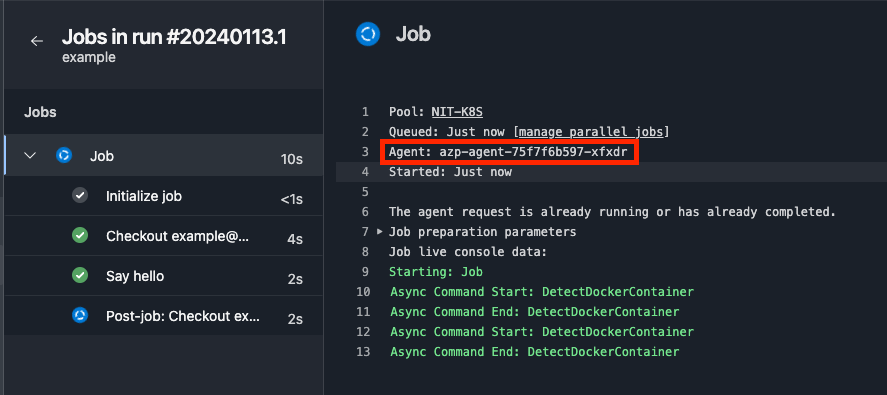 Jobs in run #20240113.1
example
Jobs
Job 10s
Initialize job <1s
Checkout example@... 4s
Say hello 2s
Post-job: Checkout ex... 2s
Job
1 Pool: NIT-K8S
2 Queued: Just now [manage parallel jobs]
3 Agent: azp-agent-75f7f6b597-xfxdr
4 Started: Just now
5
6 The agent request is already running or has already completed.
7 Job preparation parameters
8 Job live console data:
9 Starting: Job
10 Async Command Start: DetectDockerContainer
11 Async Command End: DetectDockerContainer
12 Async Command Start: DetectDockerContainer
13 Async Command End: DetectDockerContainer